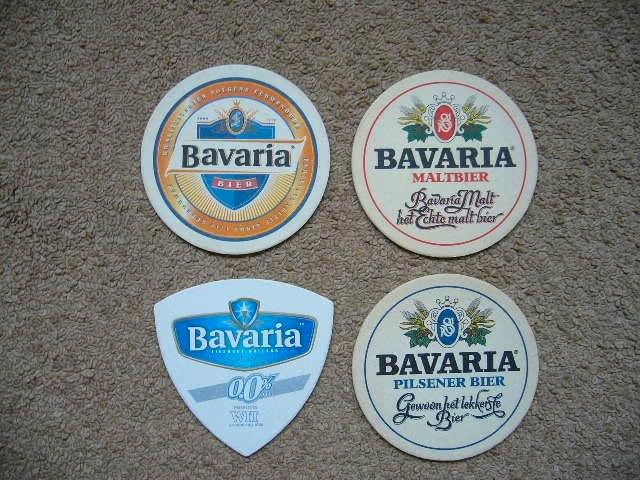 Bavaria
BIER
BAVARIA
MALTBIER
Bavaria Malt
het Echte malt bier
Bavaria
0.0%
WIT
BAVARIA
PILSENER BIER
Gewoon het lekkerste
Bier